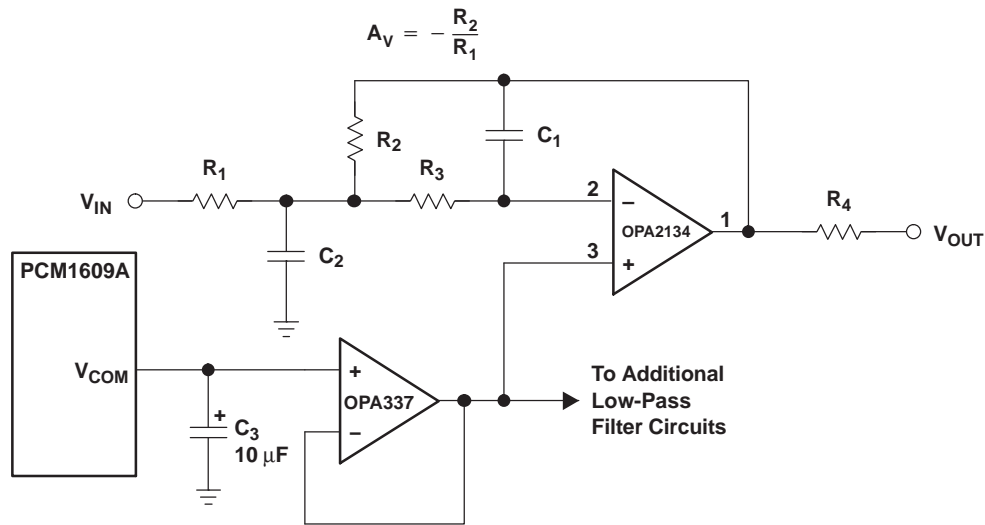 A_V = − R_2/R_1
R_2
C_1
R_1
R_3
V_IN
2
−
OPA2134
1
R_4
V_OUT
3
+
C_2
PCM1609A
V_COM
+
OPA337
−
+
C_3
10 μF
To Additional
Low-Pass
Filter Circuits